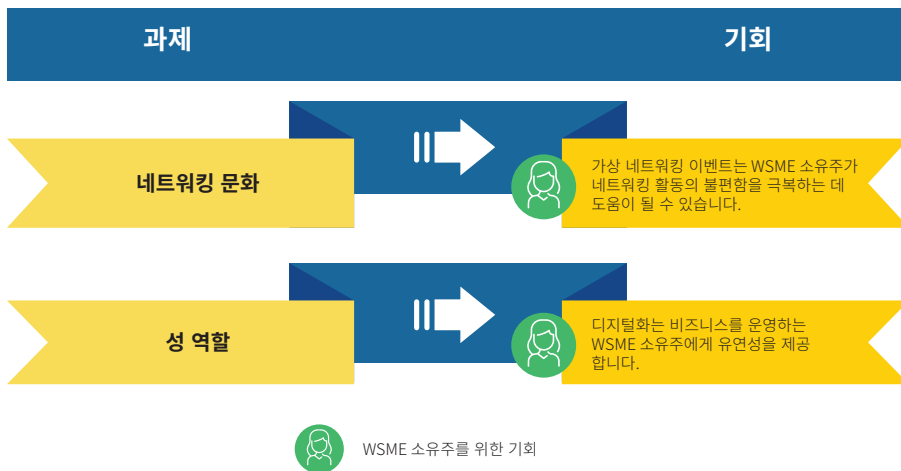 과제
기회
네트워킹 문화
가상 네트워킹 이벤트는 WSME 소유주가
네트워킹 활동의 불편함을 극복하는 데
도움이 될 수 있습니다.
성 역할
디지털화는 비즈니스를 운영하는
WSME 소유주에게 유연성을 제공
합니다.
WSME 소유주를 위한 기회